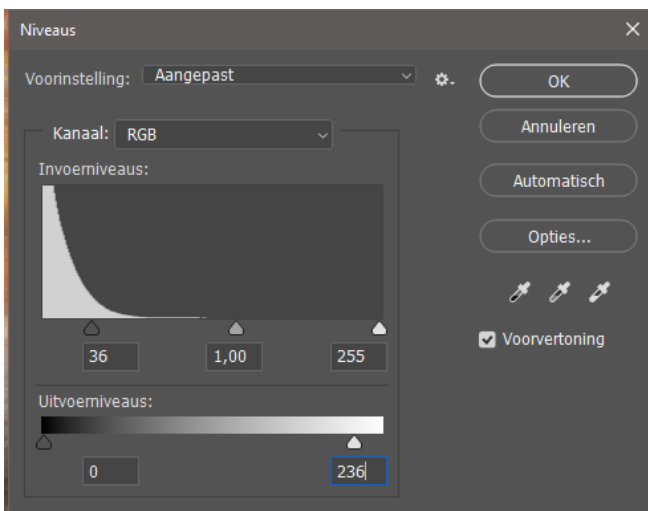 Niveaus
Voorinstelling: Aangepast
OK
Annuleren
Automatisch
Opties...
Voorvertoning
Kanaal: RGB
Invoerniveaus:
36 1,00 255
Uitvoerniveaus:
0 236